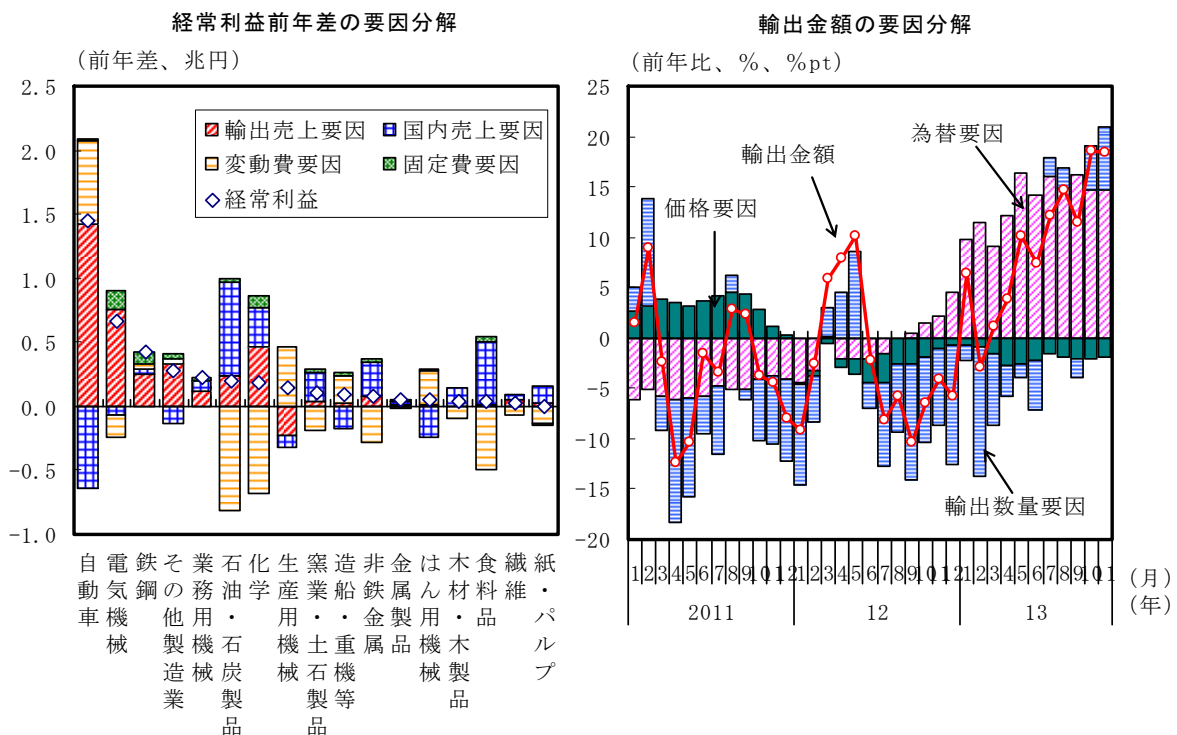 経常利益前年差の要因分解
(前年差、兆円)
2.5
2.0
1.5
1.0
0.5
0.0
-0.5
-1.0
輸出売上要因
国内売上要因
変動費要因
固定費要因
経常利益
自動車
電気機械
鉄鋼
その他製造業
業務用機械
石油・石炭製品
化学
生産用機械
窯業・土石製品
造船・重機等
非鉄金属
金属製品
はん用機械
木材・木製品
食料品
繊維
紙・パルプ
輸出金額の要因分解
(前年比、%、%pt)
25
20
15
10
5
0
-5
-10
-15
-20
為替要因
輸出金額
価格要因
輸出数量要因
1 2 3 4 5 6 7 8 9 10 11 12 1 2 3 4 5 6 7 8 9 10 11 12 1 2 3 4 5 6 7 8 9 10 11 (月)
2011 12 13 (年)